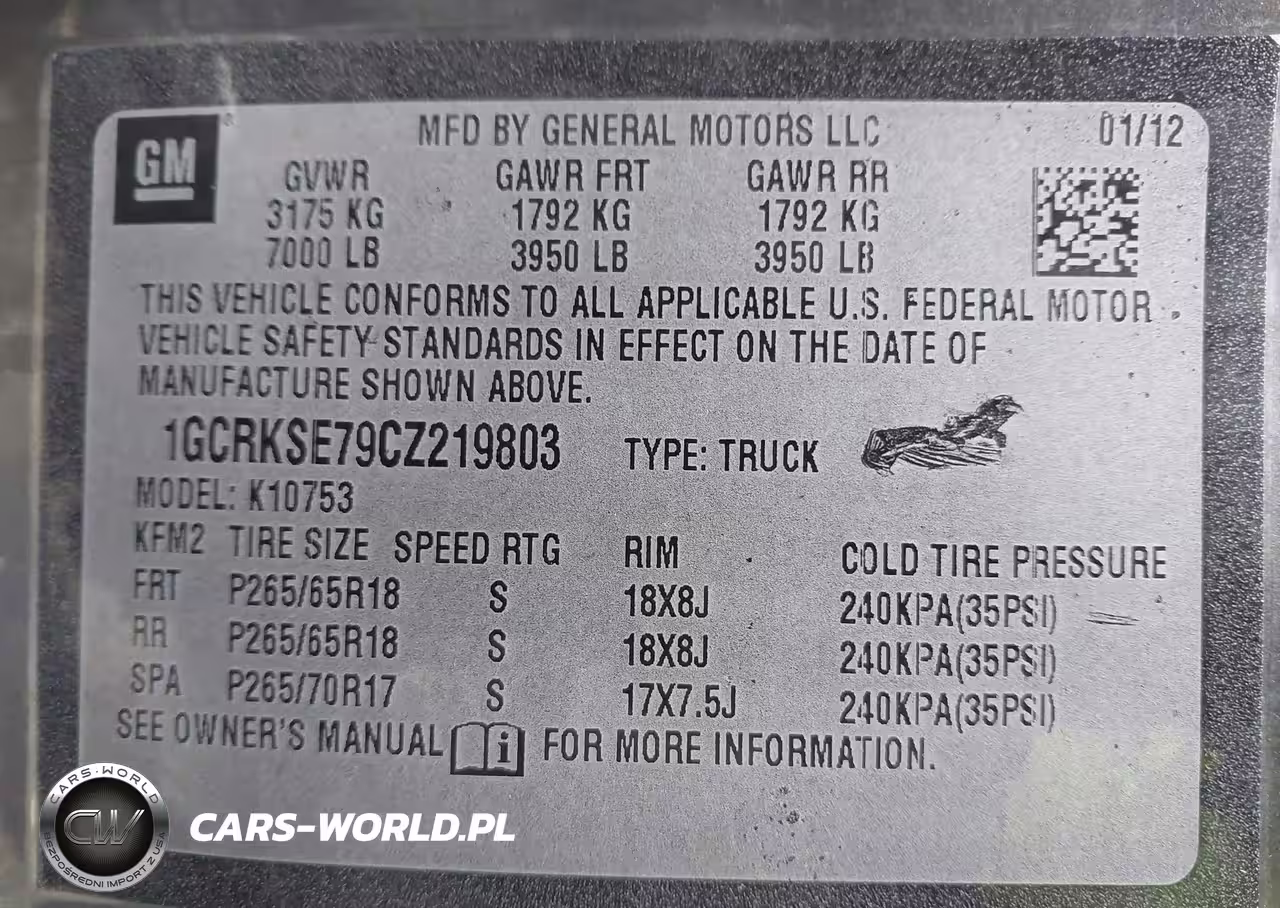 GM® MFD BY GENERAL MOTORS LLC 01/12
GVWR GAWR FRT GAWR RR
3175 KG 1792 KG 1792 KG
7000 LB 3950 LB 3950 LB
THIS VEHICLE CONFORMS TO ALL APPLICABLE U.S. FEDERAL MOTOR
VEHICLE SAFETY STANDARDS IN EFFECT ON THE DATE OF
MANUFACTURE SHOWN ABOVE.
1GCRKSE79CZ219803 TYPE: TRUCK
MODEL: K10753
KFM2 TIRE SIZE SPEED RTG RIM COLD TIRE PRESSURE
FRT P265/65R18 S 18X8J 240KPA(35PSI)
RR P265/65R18 S 18X8J 240KPA(35PSI)
SPA P265/70R17 S 17X7.5J 240KPA(35PSI)
SEE OWNER'S MANUAL i FOR MORE INFORMATION.
CARS-WORLD
CW
BEZPOŚREDNI IMPORT Z USA
CARS-WORLD.PL